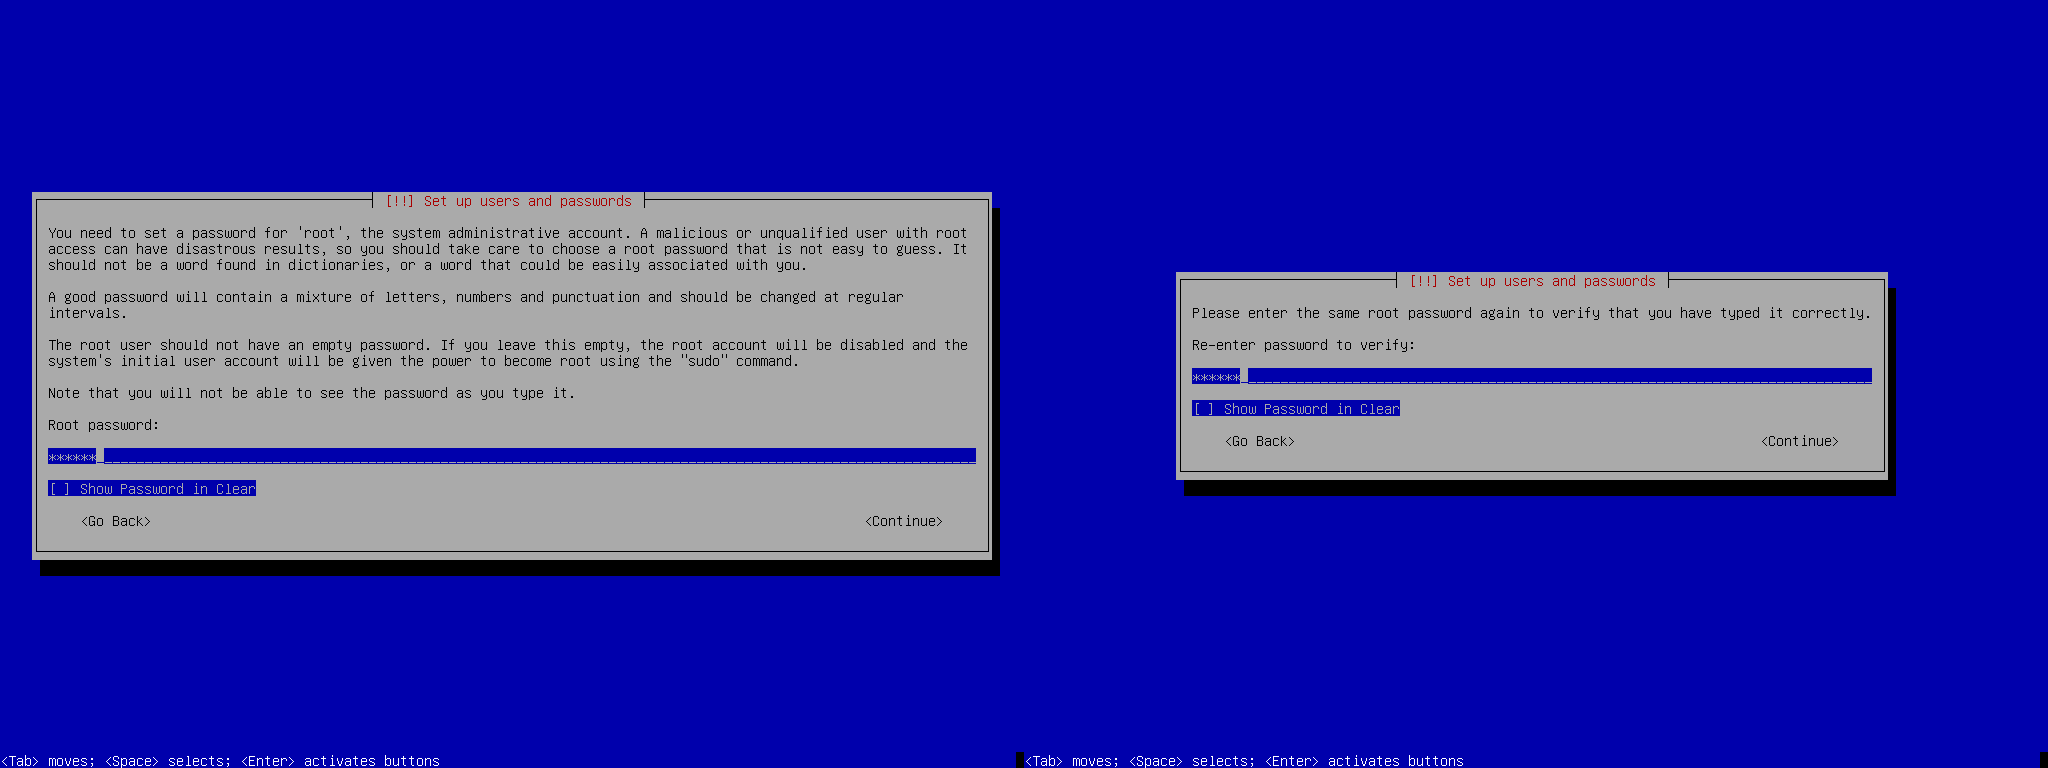 [!!] Set up users and passwords
You need to set a password for 'root', the system administrative account. A malicious or unqualified user with root
access can have disastrous results, so you should take care to choose a root password that is not easy to guess. It
should not be a word found in dictionaries, or a word that could be easily associated with you.
A good password will contain a mixture of letters, numbers and punctuation and should be changed at regular
intervals.
The root user should not have an empty password. If you leave this empty, the root account will be disabled and the
system's initial user account will be given the power to become root using the "sudo" command.
Note that you will not be able to see the password as you type it.
Root password:
******
[ ] Show Password in Clear
<Go Back> <Continue>
<Tab> moves; <Space> selects; <Enter> activates buttons
[!!] Set up users and passwords
Please enter the same root password again to verify that you have typed it correctly.
Re-enter password to verify:
******
[ ] Show Password in Clear
<Go Back> <Continue>
<Tab> moves; <Space> selects; <Enter> activates buttons